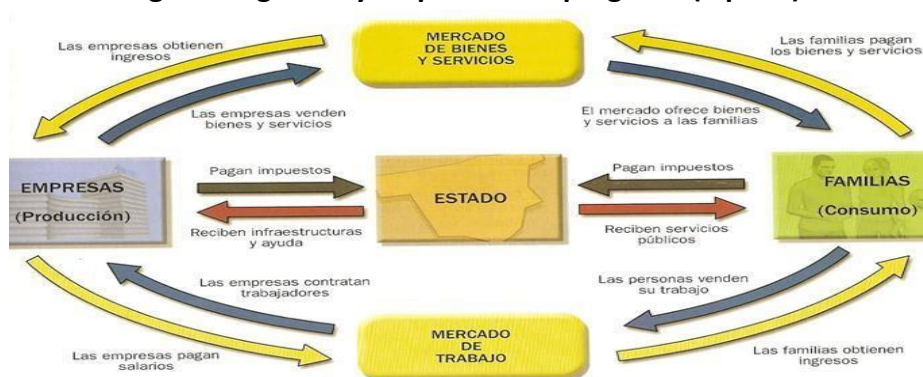 MERCADO
DE BIENES
Y SERVICIOS
Las empresas obtienen
ingresos
Las familias pagan
los bienes y servicios
Las empresas venden
bienes y servicios
El mercado ofrece bienes
y servicios a las familias
EMPRESAS
(Producción)
Pagan impuestos
Reciben infraestructuras
y ayuda
ESTADO
Pagan impuestos
Reciben servicios
públicos
FAMILIAS
(Consumo)
Las empresas contratan
trabajadores
Las personas venden
su trabajo
Las empresas pagan
salarios
MERCADO
DE
TRABAJO
Las familias obtienen
ingresos